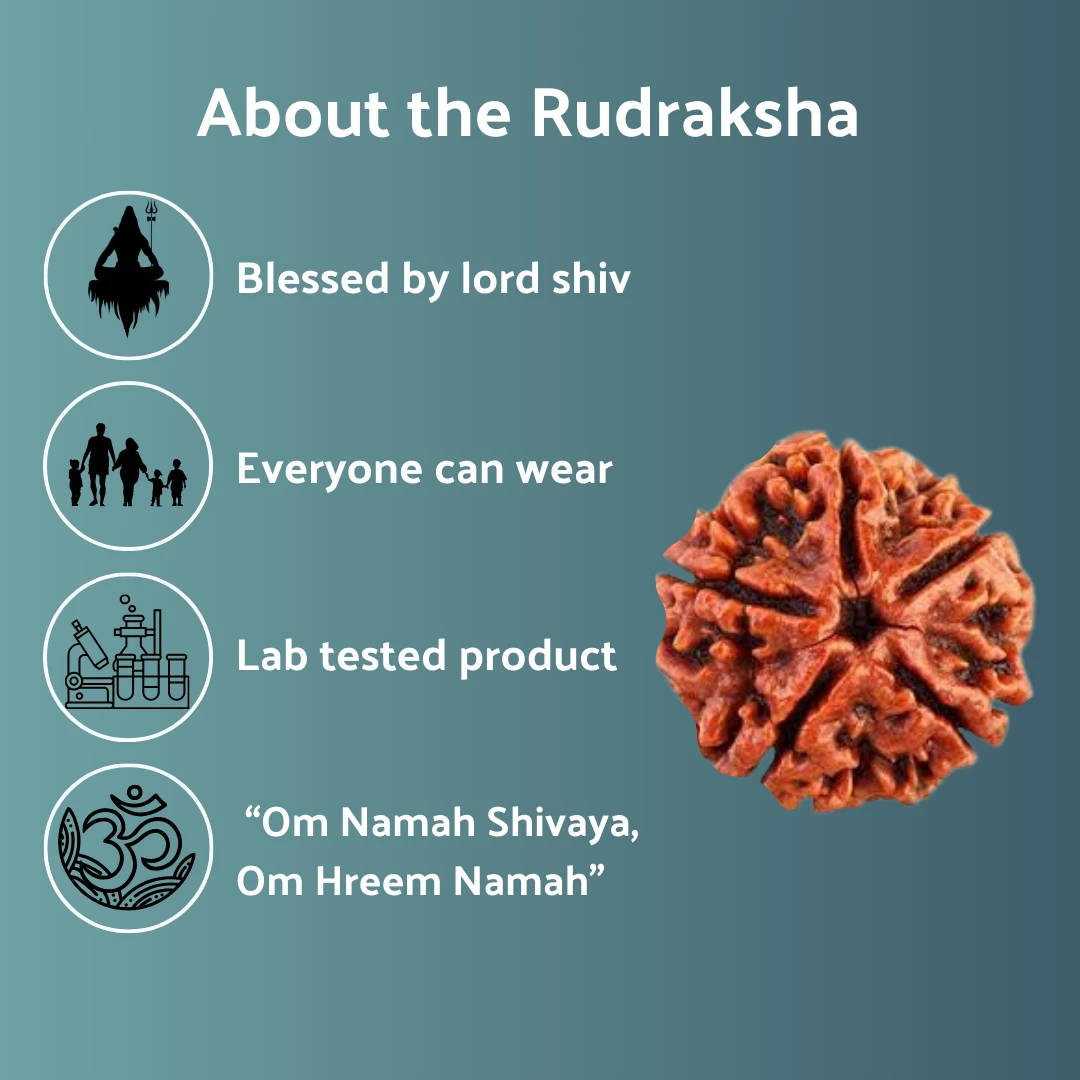 About the Rudraksha
Blessed by lord shiv
Everyone can wear
Lab tested product
“Om Namah Shivaya,
Om Hreem Namah”